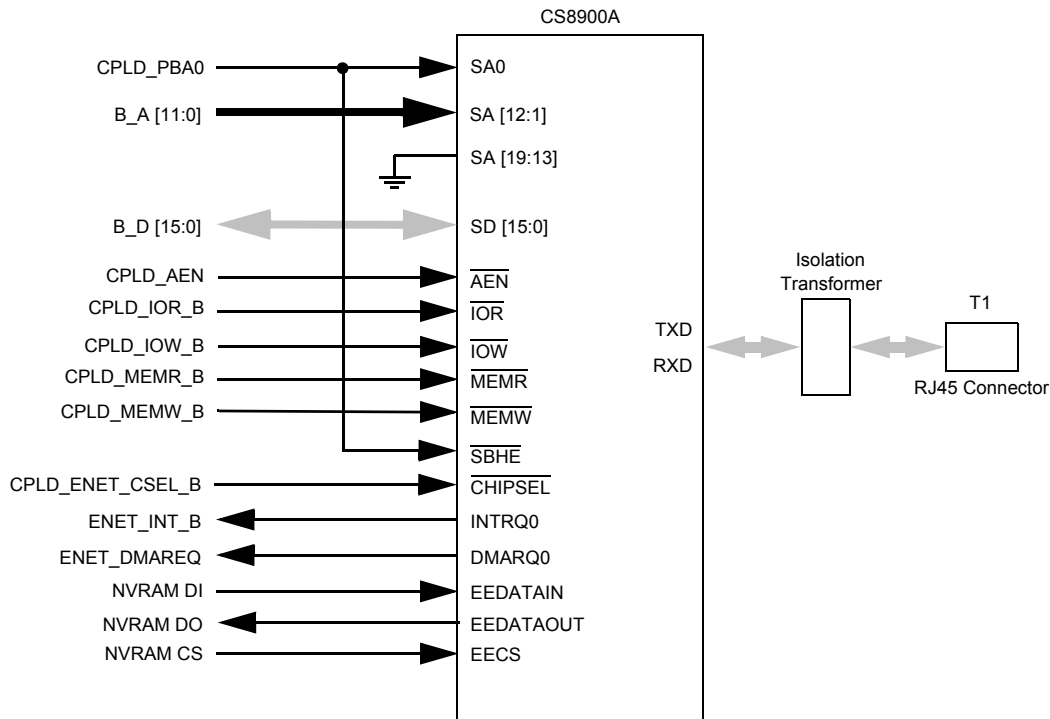 CS8900A
CPLD_PBA0
SA0
B_A [11:0]
SA [12:1]
SA [19:13]
B_D [15:0]
SD [15:0]
CPLD_AEN
AEN
CPLD_IOR_B
IOR
CPLD_IOW_B
IOW
CPLD_MEMR_B
MEMR
CPLD_MEMW_B
MEMW
SBHE
CPLD_ENET_CSEL_B
CHIPSEL
ENET_INT_B
INTRQ0
ENET_DMAREQ
DMARQ0
NVRAM DI
EEDATAIN
NVRAM DO
EEDATAOUT
NVRAM CS
EECS
TXD
RXD
Isolation
Transformer
T1
RJ45 Connector